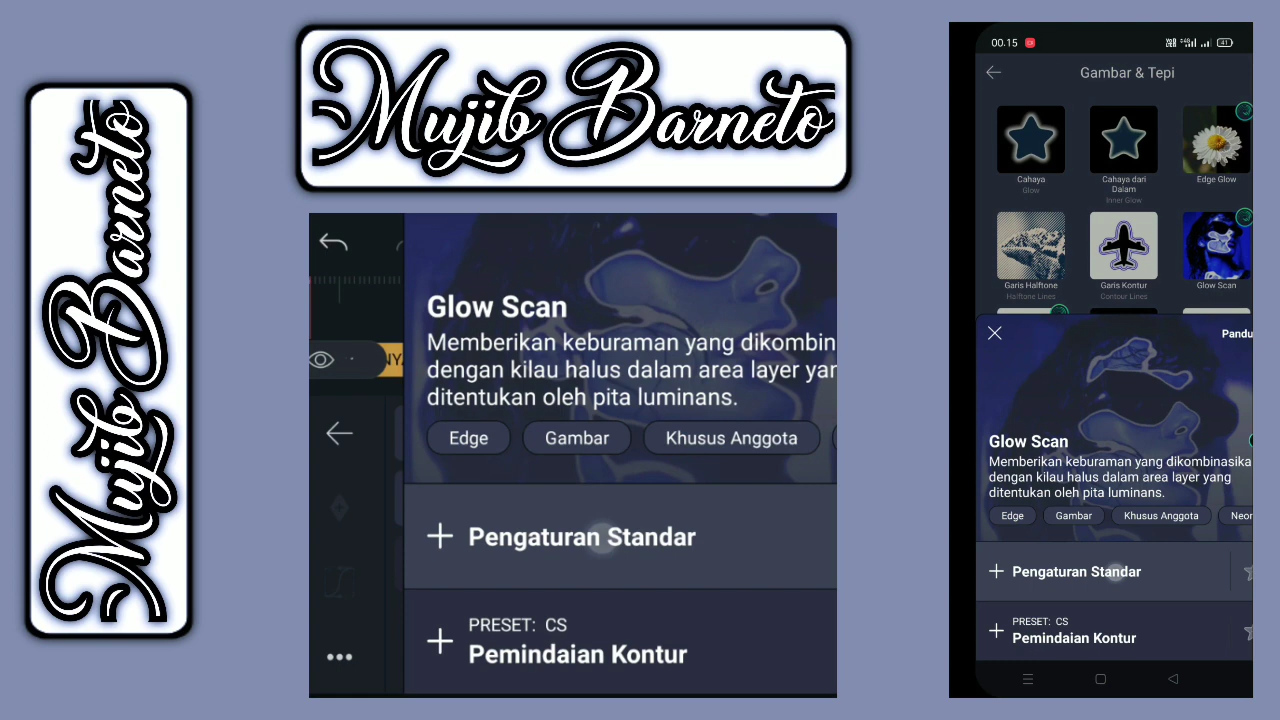 Mujib Barneto
Mujib Barneto
Glow Scan
Memberikan keburaman yang dikombin
dengan kilau halus dalam area layer yar
ditentukan oleh pita luminans.
Edge
Gambar
Khusus Anggota
Pengaturan Standar
PRESET: CS
Pemindaian Kontur
00.15
41
Gambar & Tepi
Cahaya
Glow
Cahaya dari
Dalam
Inner Glow
Edge Glow
Garis Halftone
Halftone Lines
Garis Kontur
Contour Lines
Glow Scan
Pandu
Glow Scan
Memberikan keburaman yang dikombinasika
dengan kilau halus dalam area layer yang
ditentukan oleh pita luminans.
Edge
Gambar
Khusus Anggota
Neon
Pengaturan Standar
PRESET: CS
Pemindaian Kontur